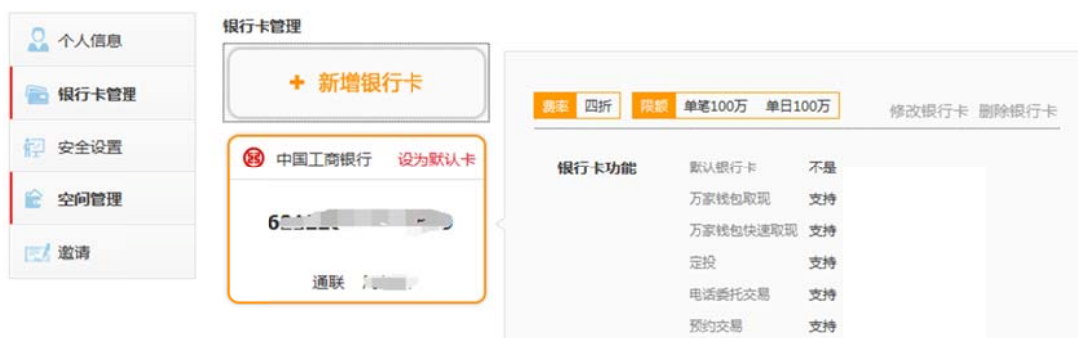 个人信息
银行卡管理
安全设置
空间管理
邀请
银行卡管理
+ 新增银行卡
中国工商银行 设为默认卡
通联
费率 四折 限额 单笔100万 单日100万
修改银行卡 删除银行卡
银行卡功能
默认银行卡 不是
万家钱包取现 支持
万家钱包快速取现 支持
定投 支持
电话委托交易 支持
预约交易 支持